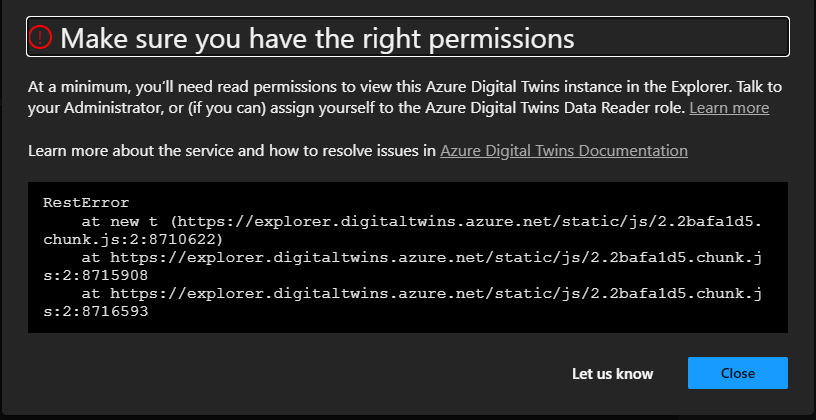 Make sure you have the right permissions
At a minimum, you'll need read permissions to view this Azure Digital Twins instance in the Explorer. Talk to
your Administrator, or (if you can) assign yourself to the Azure Digital Twins Data Reader role. Learn more
Learn more about the service and how to resolve issues in Azure Digital Twins Documentation
RestError
    at new t (https://explorer.digitaltwins.azure.net/static/js/2.2bafa1d5.
chunk.js:2:8710622)
    at https://explorer.digitaltwins.azure.net/static/js/2.2bafa1d5.chunk.j
s:2:8715908
    at https://explorer.digitaltwins.azure.net/static/js/2.2bafa1d5.chunk.j
s:2:8716593
Let us know Close